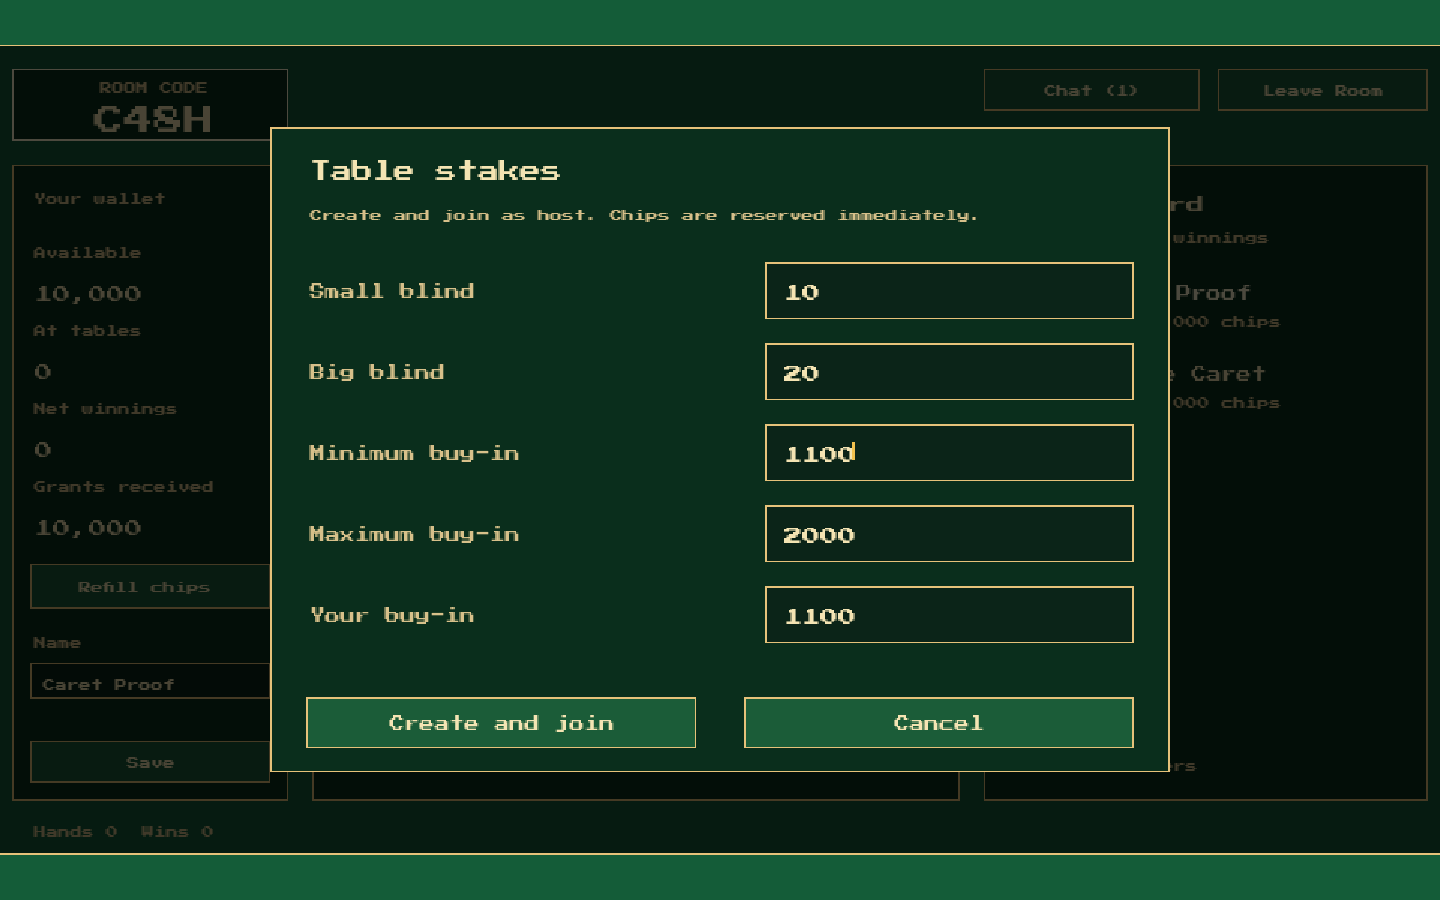 ROOM CODE
C48H
Chat (1)
Leave Room
Your wallet
Available
10,000
At tables
0
Net winnings
0
Grants received
10,000
Refill chips
Name
Caret Proof
Save
Hands 0 Wins 0
Table stakes
Create and join as host. Chips are reserved immediately.
Small blind 10
Big blind 20
Minimum buy-in 1100
Maximum buy-in 2000
Your buy-in 1100
Create and join
Cancel
winnings
Proof
000 chips
Caret
000 chips